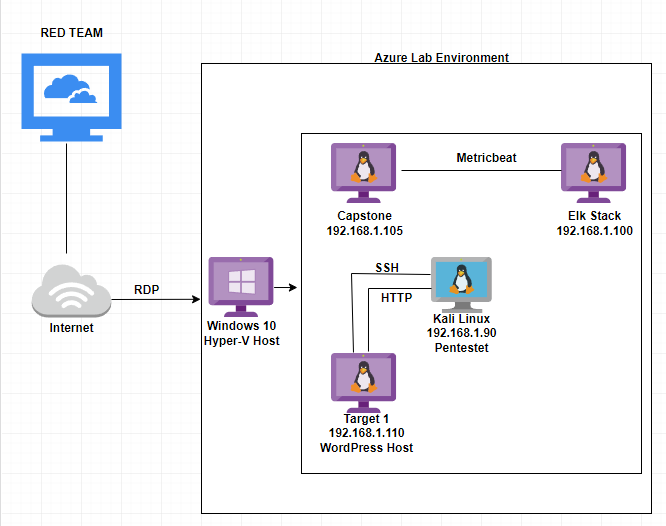 RED TEAM
Azure Lab Environment
Metricbeat
Capstone
192.168.1.105
Elk Stack
192.168.1.100
RDP
Internet
Windows 10
Hyper-V Host
SSH
HTTP
Kali Linux
192.168.1.90
Pentestet
Target 1
192.168.1.110
WordPress Host